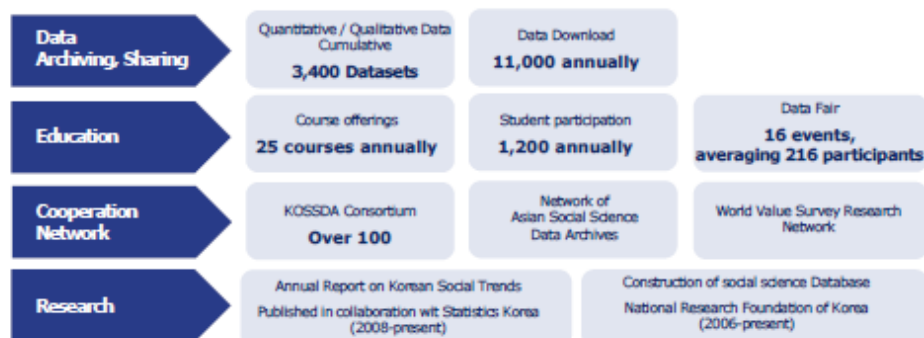 Data
Archiving, Sharing
Quantitative / Qualitative Data
Cumulative
3,400 Datasets
Data Download
11,000 annually
Education
Course offerings
25 courses annually
Student participation
1,200 annually
Data Fair
16 events,
averaging 216 participants
Cooperation
Network
KOSSDA Consortium
Over 100
Network of
Asian Social Science
Data Archives
World Value Survey Research
Network
Research
Annual Report on Korean Social Trends
Published in collaboration wit Statistics Korea
(2008-present)
Construction of social science Database
National Research Foundation of Korea
(2006-present)